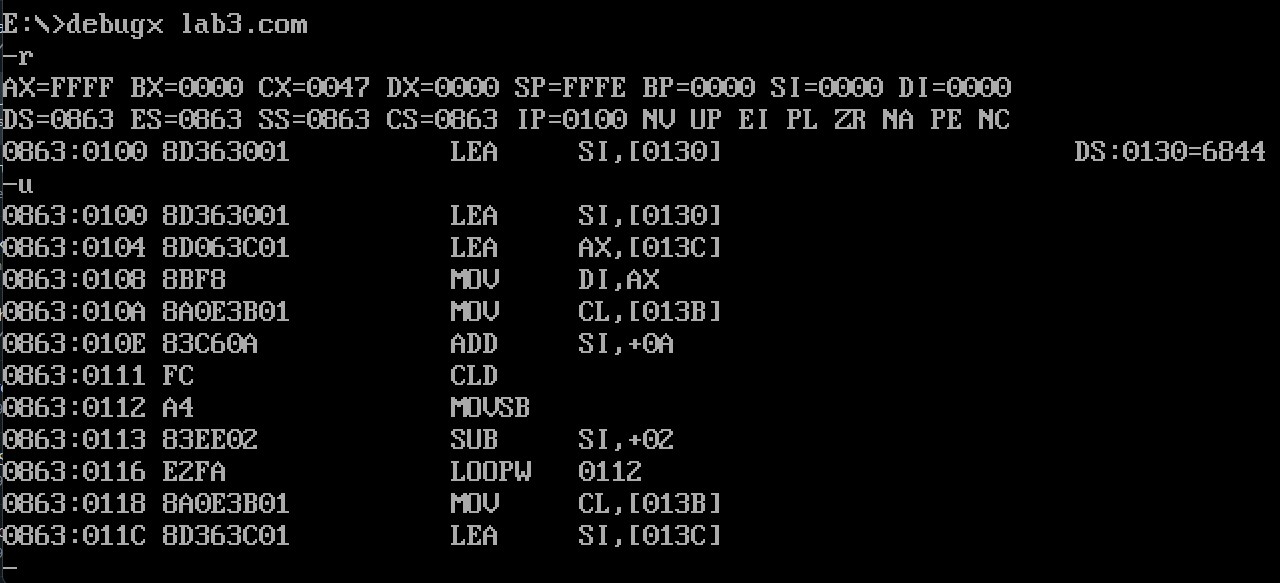 E:\>debugx lab3.com
-r
AX=FFFF BX=0000 CX=0047 DX=0000 SP=FFFE BP=0000 SI=0000 DI=0000
DS=0863 ES=0863 SS=0863 CS=0863 IP=0100 NV UP EI PL ZR NA PE NC
0863:0100 8D363001 LEA SI,[0130] DS:0130=6844
-u
0863:0100 8D363001 LEA SI,[0130]
0863:0104 8D063C01 LEA AX,[013C]
0863:0108 8BF8 MOV DI,AX
0863:010A 8A0E3B01 MOV CL,[013B]
0863:010E 83C60A ADD SI,+0A
0863:0111 FC CLD
0863:0112 A4 MOVSB
0863:0113 83EE02 SUB SI,+02
0863:0116 E2FA LOOPW 0112
0863:0118 8A0E3B01 MOV CL,[013B]
0863:011C 8D363C01 LEA SI,[013C]
-